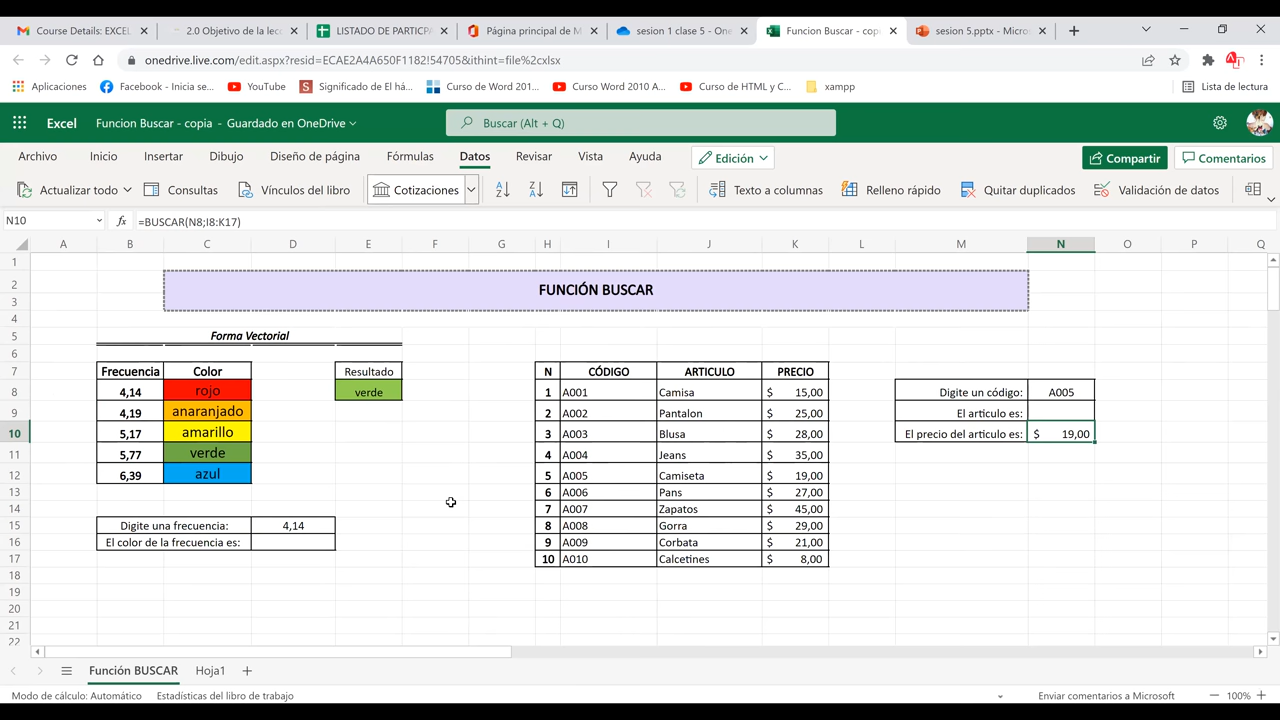 Course Details: EXCEL
2.0 Objetivo de la lec
LISTADO DE PARTICPA
Página principal de M
sesion 1 clase 5 - One
Funcion Buscar - copi
sesion 5.pptx - Micros
onedrive.live.com/edit.aspx?resid=ECAE2A4A650F1182!54705&ithint=file%2cxlsx
Aplicaciones
Facebook - Inicia se...
YouTube
Significado de El há...
Curso de Word 201...
Curso Word 2010 A...
Curso de HTML y C...
xampp
Lista de lectura
Excel
Funcion Buscar - copia - Guardado en OneDrive
Buscar (Alt + Q)
Archivo Inicio Insertar Dibujo Diseño de página Fórmulas Datos Revisar Vista Ayuda Edición Compartir Comentarios
Actualizar todo Consultas Vínculos del libro Cotizaciones Texto a columnas Relleno rápido Quitar duplicados Validación de datos
N10 fx =BUSCAR(N8;I8:K17)
A B C D E F G H I J K L M N O P Q
1
2 FUNCIÓN BUSCAR
3
4
5 Forma Vectorial
6
7 Frecuencia Color Resultado N CÓDIGO ARTICULO PRECIO
8 4,14 rojo verde 1 A001 Camisa $ 15,00 Digite un código: A005
9 4,19 anaranjado 2 A002 Pantalon $ 25,00 El articulo es:
10 5,17 amarillo 3 A003 Blusa $ 28,00 El precio del articulo es: $ 19,00
11 5,77 verde 4 A004 Jeans $ 35,00
12 6,39 azul 5 A005 Camiseta $ 19,00
13 6 A006 Pans $ 27,00
14 7 A007 Zapatos $ 45,00
15 Digite una frecuencia: 4,14 8 A008 Gorra $ 29,00
16 El color de la frecuencia es: 9 A009 Corbata $ 21,00
17 10 A010 Calcetines $ 8,00
18
19
20
21
22
Función BUSCAR Hoja1
Modo de cálculo: Automático Estadísticas del libro de trabajo Enviar comentarios a Microsoft 100%